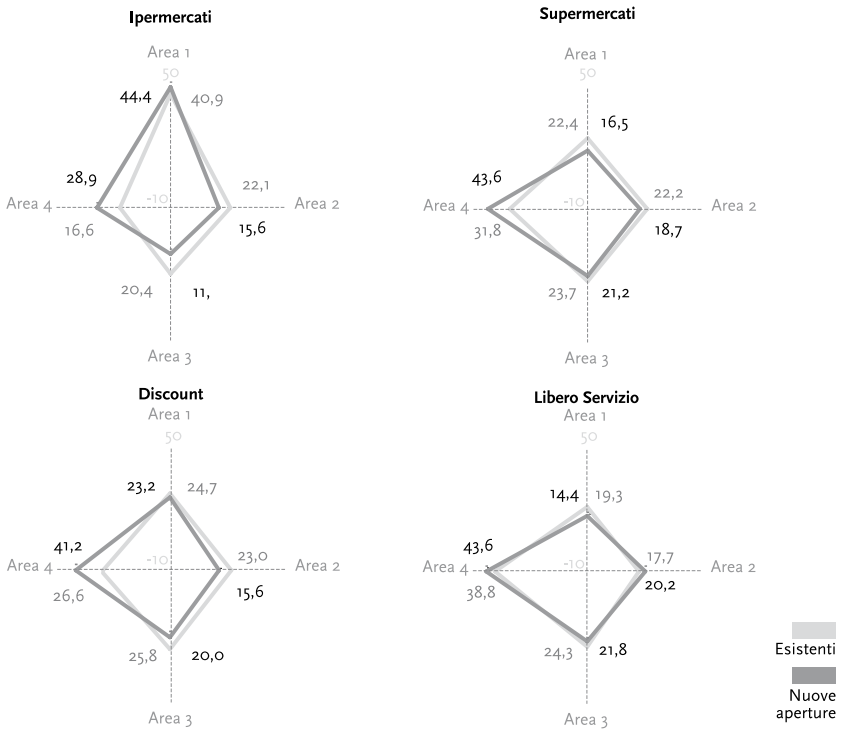 Ipermercati
Area 1
50
44,4
40,9
28,9
22,1
Area 4
-10
Area 2
16,6
15,6
20,4
11,
Area 3
Supermercati
Area 1
50
22,4
16,5
43,6
22,2
Area 4
-10
Area 2
31,8
18,7
23,7
21,2
Area 3
Discount
Area 1
50
23,2
24,7
41,2
23,0
Area 4
-10
Area 2
26,6
15,6
25,8
20,0
Area 3
Libero Servizio
Area 1
50
14,4
19,3
43,6
17,7
Area 4
-10
Area 2
38,8
20,2
24,3
21,8
Area 3
Esistenti
Nuove
aperture